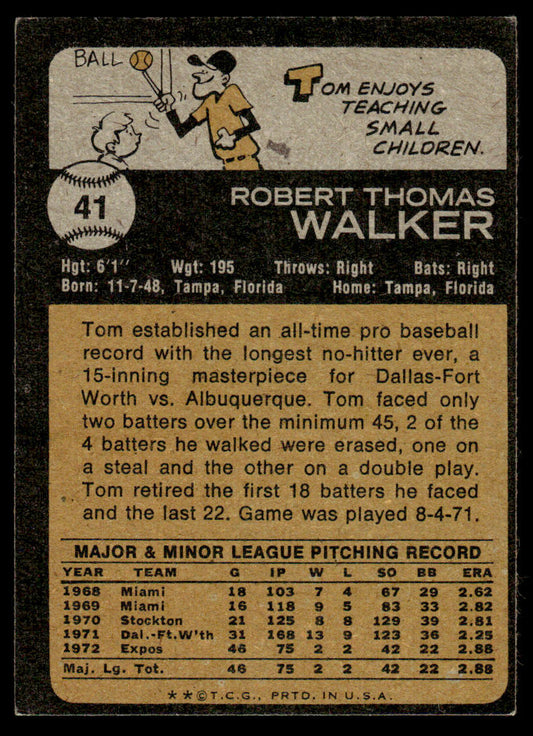 BALL
TOM ENJOYS
TEACHING
SMALL
CHILDREN.
41
ROBERT THOMAS
WALKER
Hgt: 6'1" Wgt: 195 Throws: Right Bats: Right
Born: 11-7-48, Tampa, Florida Home: Tampa, Florida
Tom established an all-time pro baseball
record with the longest no-hitter ever, a
15-inning masterpiece for Dallas-Fort
Worth vs. Albuquerque. Tom faced only
two batters over the minimum 45, 2 of the
4 batters he walked were erased, one on
a steal and the other on a double play.
Tom retired the first 18 batters he faced
and the last 22. Game was played 8-4-71.
MAJOR & MINOR LEAGUE PITCHING RECORD
YEAR TEAM G IP W L SO BB ERA
1968 Miami 18 103 7 4 67 29 2.62
1969 Miami 16 118 9 5 83 33 2.82
1970 Stockton 21 125 8 8 129 39 2.81
1971 Dal.-Ft.W'th 31 168 13 9 123 36 2.25
1972 Expos 46 75 2 2 42 22 2.88
Maj. Lg. Tot. 46 75 2 2 42 22 2.88
**©T.C.G., PRTD. IN U.S.A.